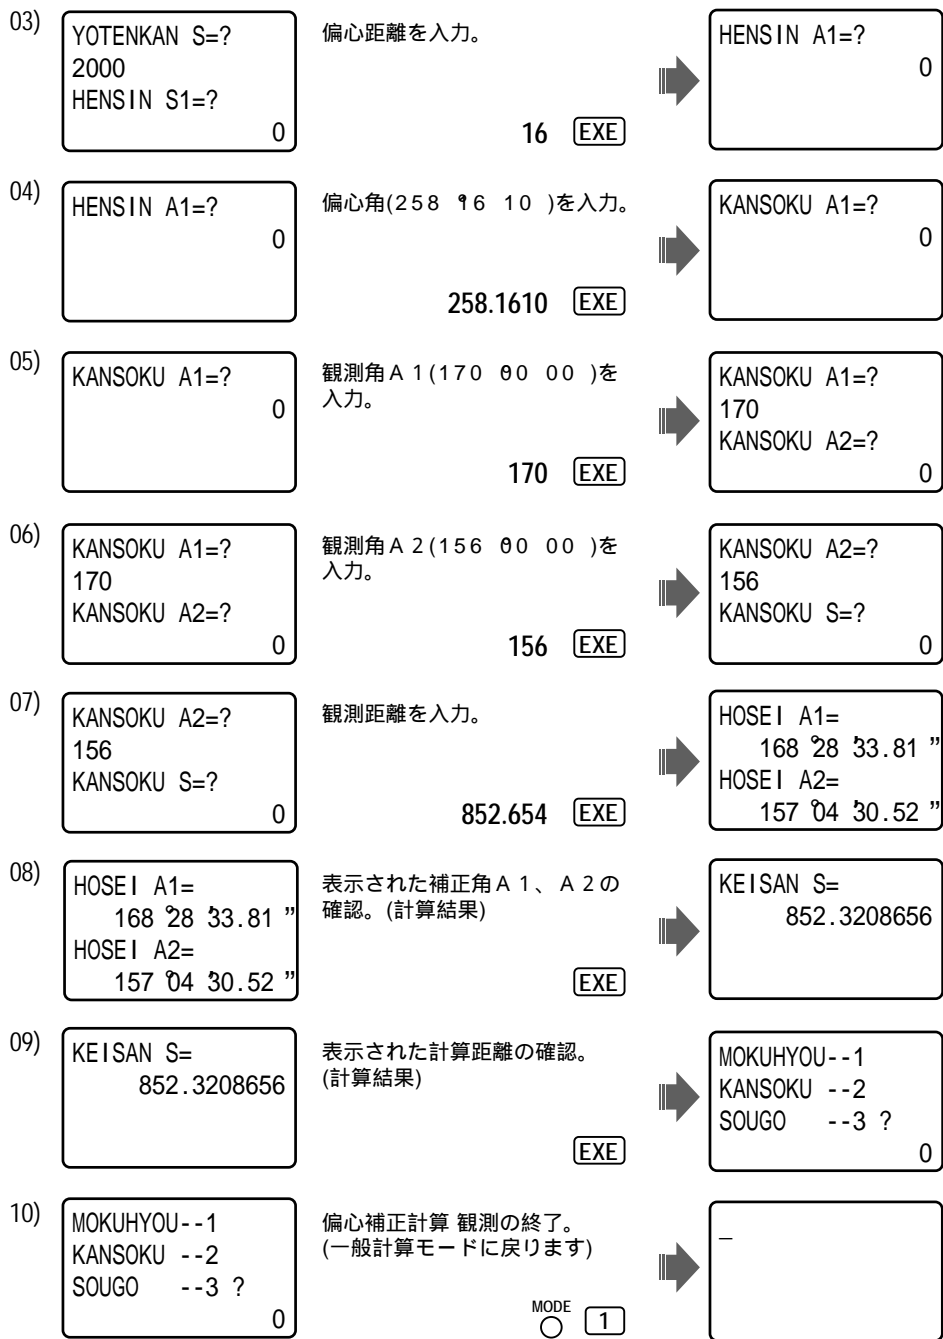 03)
YOTENKAN S=?
2000
HENSIN S1=?
0
偏心距離を入力。
16 EXE
HENSIN A1=?
0
04)
HENSIN A1=?
0
偏心角(258 °16 10 )を入力。
258.1610 EXE
KANSOKU A1=?
0
05)
KANSOKU A1=?
0
観測角A1(170 °00 00 )を
入力。
170 EXE
KANSOKU A1=?
170
KANSOKU A2=?
0
06)
KANSOKU A1=?
170
KANSOKU A2=?
0
観測角A2(156 °00 00 )を
入力。
156 EXE
KANSOKU A2=?
156
KANSOKU S=?
0
07)
KANSOKU A2=?
156
KANSOKU S=?
0
観測距離を入力。
852.654 EXE
HOSEI A1=
168 °28 ’33.81 ”
HOSEI A2=
157 °04 ’30.52 ”
08)
HOSEI A1=
168 °28 ’33.81 ”
HOSEI A2=
157 °04 ’30.52 ”
表示された補正角A1、A2の
確認。(計算結果)
EXE
KEISAN S=
852.3208656
09)
KEISAN S=
852.3208656
表示された計算距離の確認。
(計算結果)
EXE
MOKUHYOU--1
KANSOKU --2
SOUGO --3 ?
0
10)
MOKUHYOU--1
KANSOKU --2
SOUGO --3 ?
0
偏心補正計算 観測の終了。
(一般計算モードに戻ります)
MODE
1
_